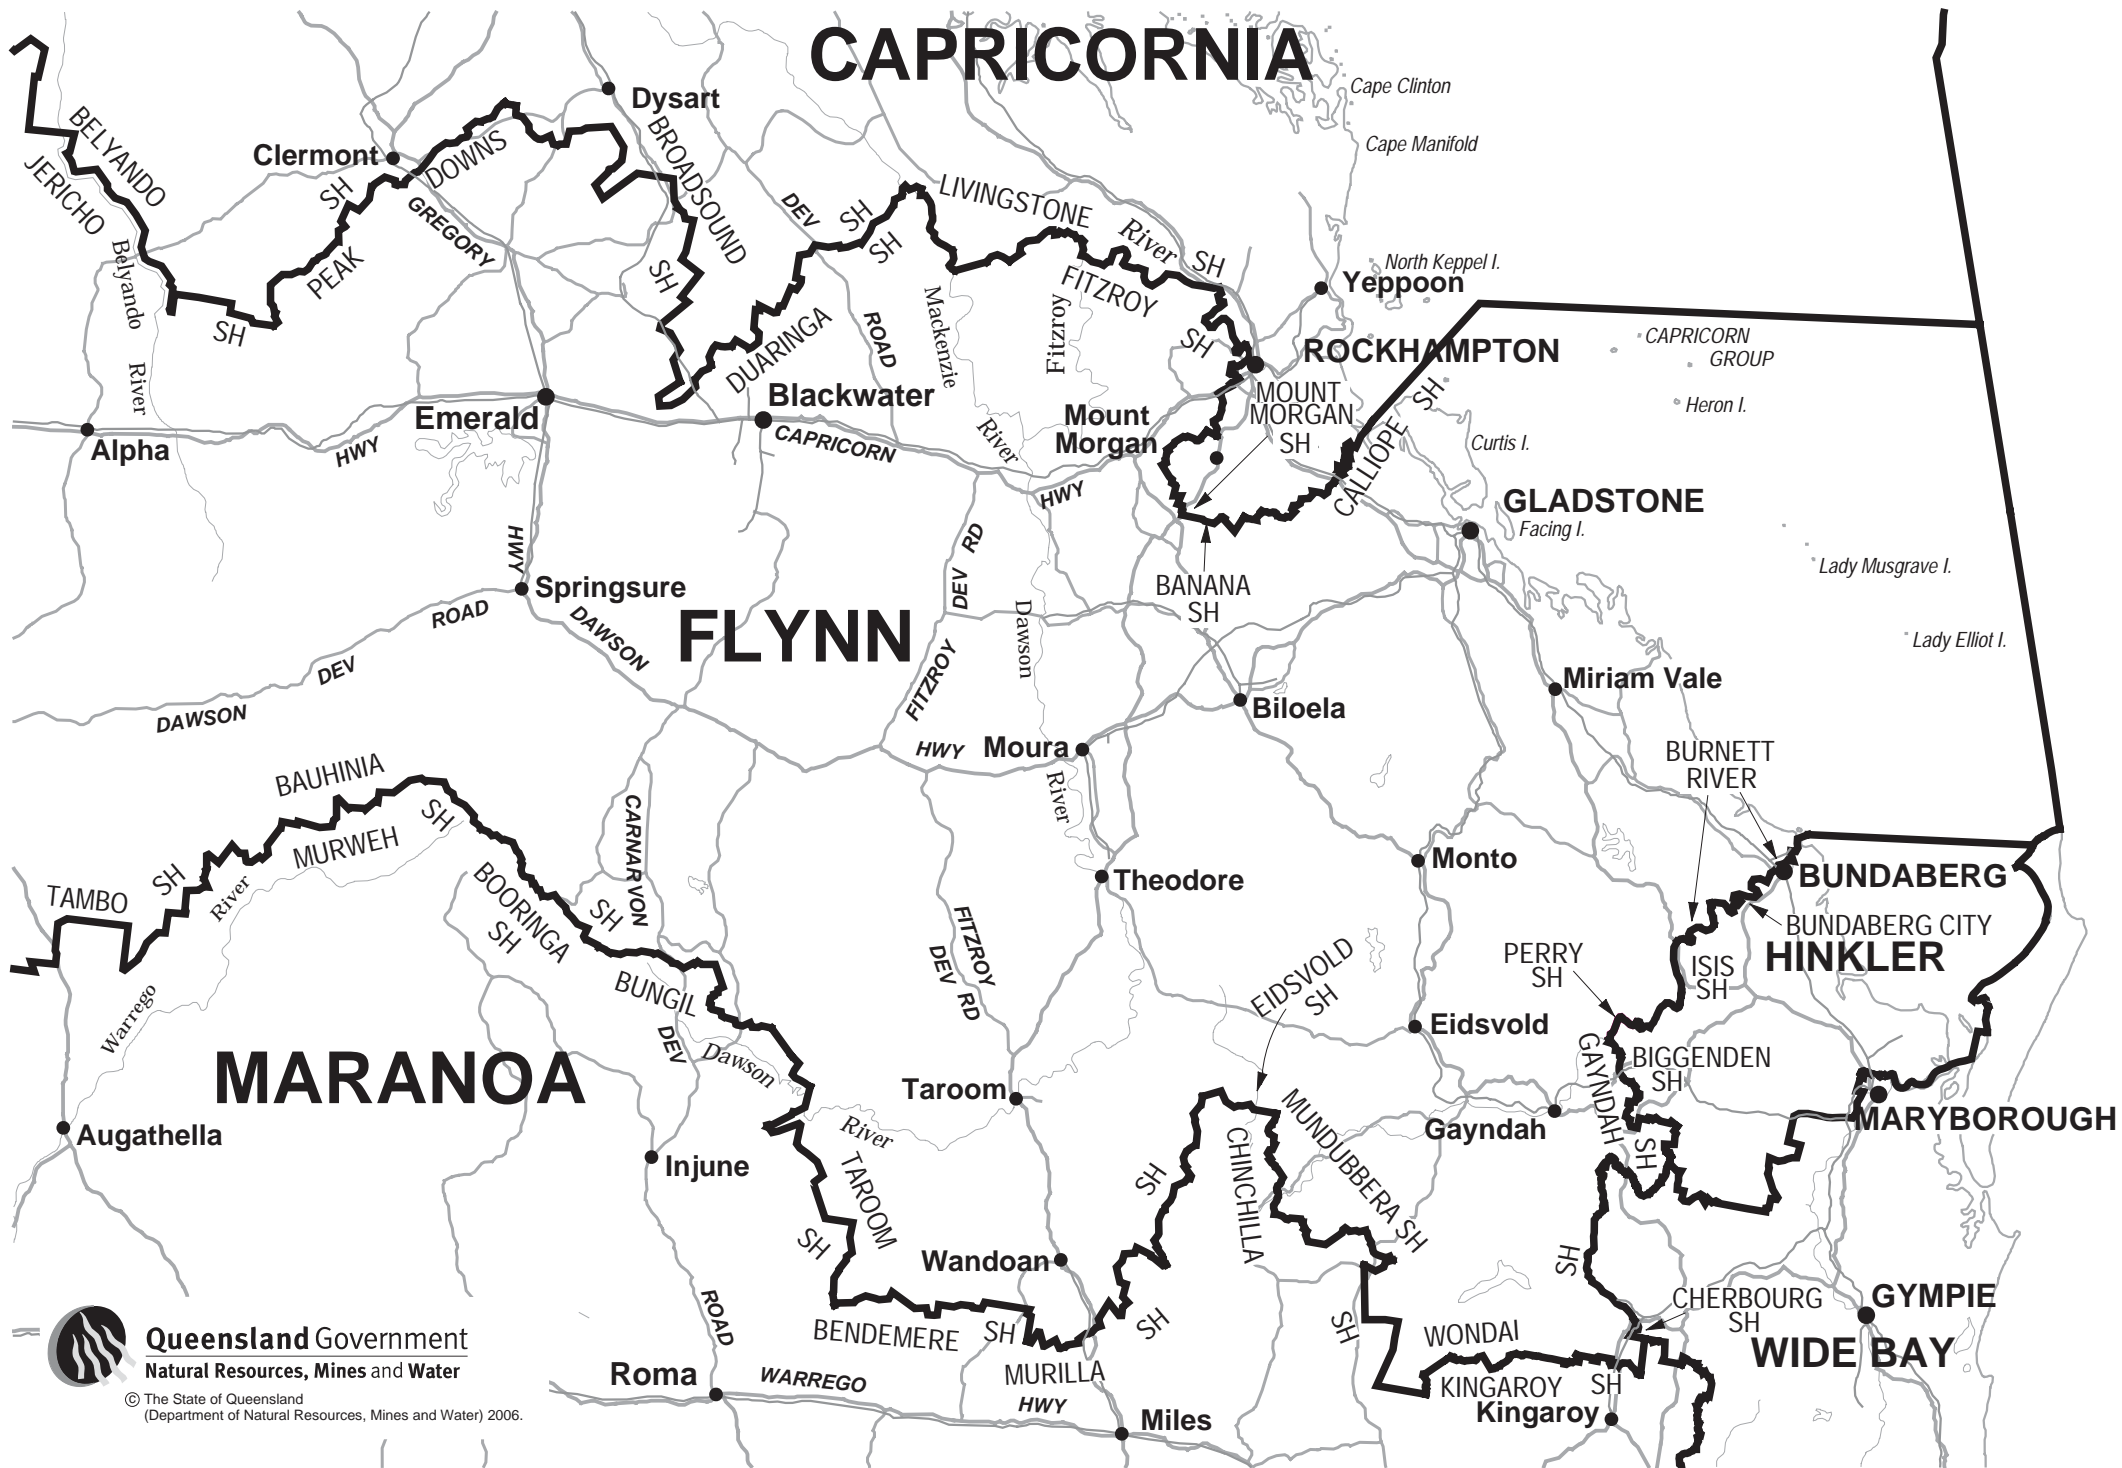 CAPRICORNIA
Cape Clinton
Dysart
BELYANDO
Cape Manifold
BROADSOUND
Clermont
DOWNS
JERICHO
SH
LIVINGSTONE
DEV
SH
SH
GREGORY
River
SH
North Keppel I.
PEAK
SH
Yeppoon
FITZROY
Belyando
Mackenzie
Fitzroy
SH
DUARINGA
ROAD
SH
ROCKHAMPTON
CAPRICORN
GROUP
River
MOUNT
MORGAN
SH
SH
Heron I.
Blackwater
Emerald
Mount
Morgan
CALLIOPE
Curtis I.
Alpha
HWY
CAPRICORN
River
HWY
GLADSTONE
Facing I.
HWY
DEV RD
Lady Musgrave I.
Springsure
BANANA
SH
ROAD
DAWSON
FLYNN
Dawson
Lady Elliot I.
DEV
FITZROY
Miriam Vale
DAWSON
Biloela
HWY
Moura
BURNETT
RIVER
BAUHINIA
River
SH
CARNARVON
MURWEH
Monto
SH
Theodore
BUNDABERG
TAMBO
River
BOORINGA
SH
SH
FITZROY
DEV RD
BUNDABERG CITY
HINKLER
PERRY
SH
ISIS
SH
EIDSVOLD
SH
BUNGIL
Warrego
Eidsvold
DEV
Dawson
MARANOA
GAYNDAH
SH
BIGGENDEN
SH
Taroom
MARYBOROUGH
MUNDUBBERA SH
Gayndah
Augathella
River
CHINCHILLA
SH
Injune
TAROOM
SH
SH
SH
Wandoan
SH
ROAD
CHERBOURG
SH
GYMPIE
SH
Queensland Government
Natural Resources, Mines and Water
© The State of Queensland
(Department of Natural Resources, Mines and Water) 2006.
BENDEMERE SH
WONDAI
WIDE BAY
MURILLA
Roma
WARREGO
KINGAROY SH
HWY
Kingaroy
Miles